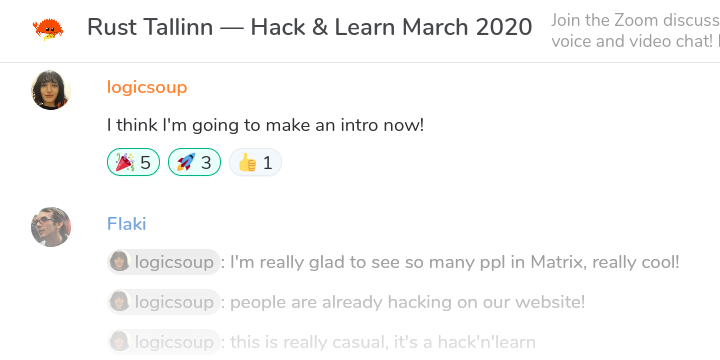 Rust Tallinn — Hack & Learn March 2020
Join the Zoom discuss
voice and video chat!
logicsoup
I think I'm going to make an intro now!
5 3 1
Flaki
logicsoup : I'm really glad to see so many ppl in Matrix, really cool!
logicsoup : people are already hacking on our website!
logicsoup : this is really casual, it's a hack'n'learn